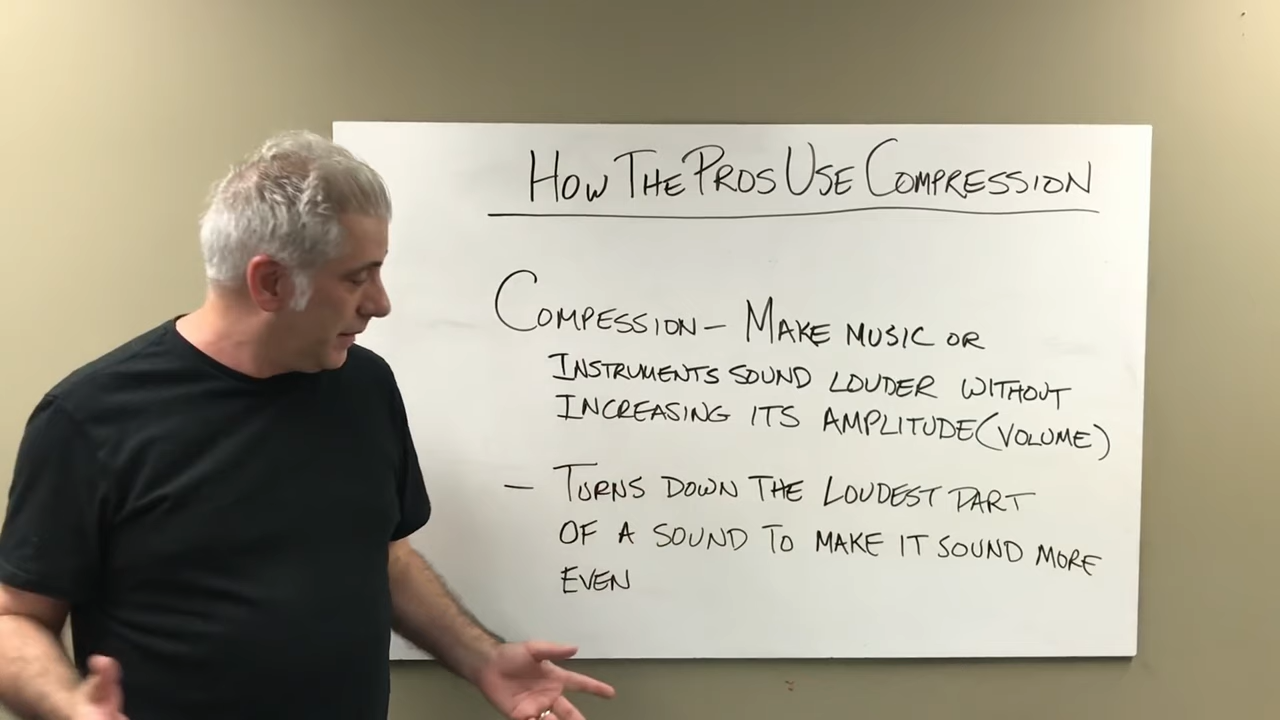 HOW THE PROS USE COMPRESSION
COMPESSION - MAKE MUSIC OR
INSTRUMENTS SOUND LOUDER WITHOUT
INCREASING ITS AMPLITUDE (VOLUME)
- TURNS DOWN THE LOUDEST PART
OF A SOUND TO MAKE IT SOUND MORE
EVEN